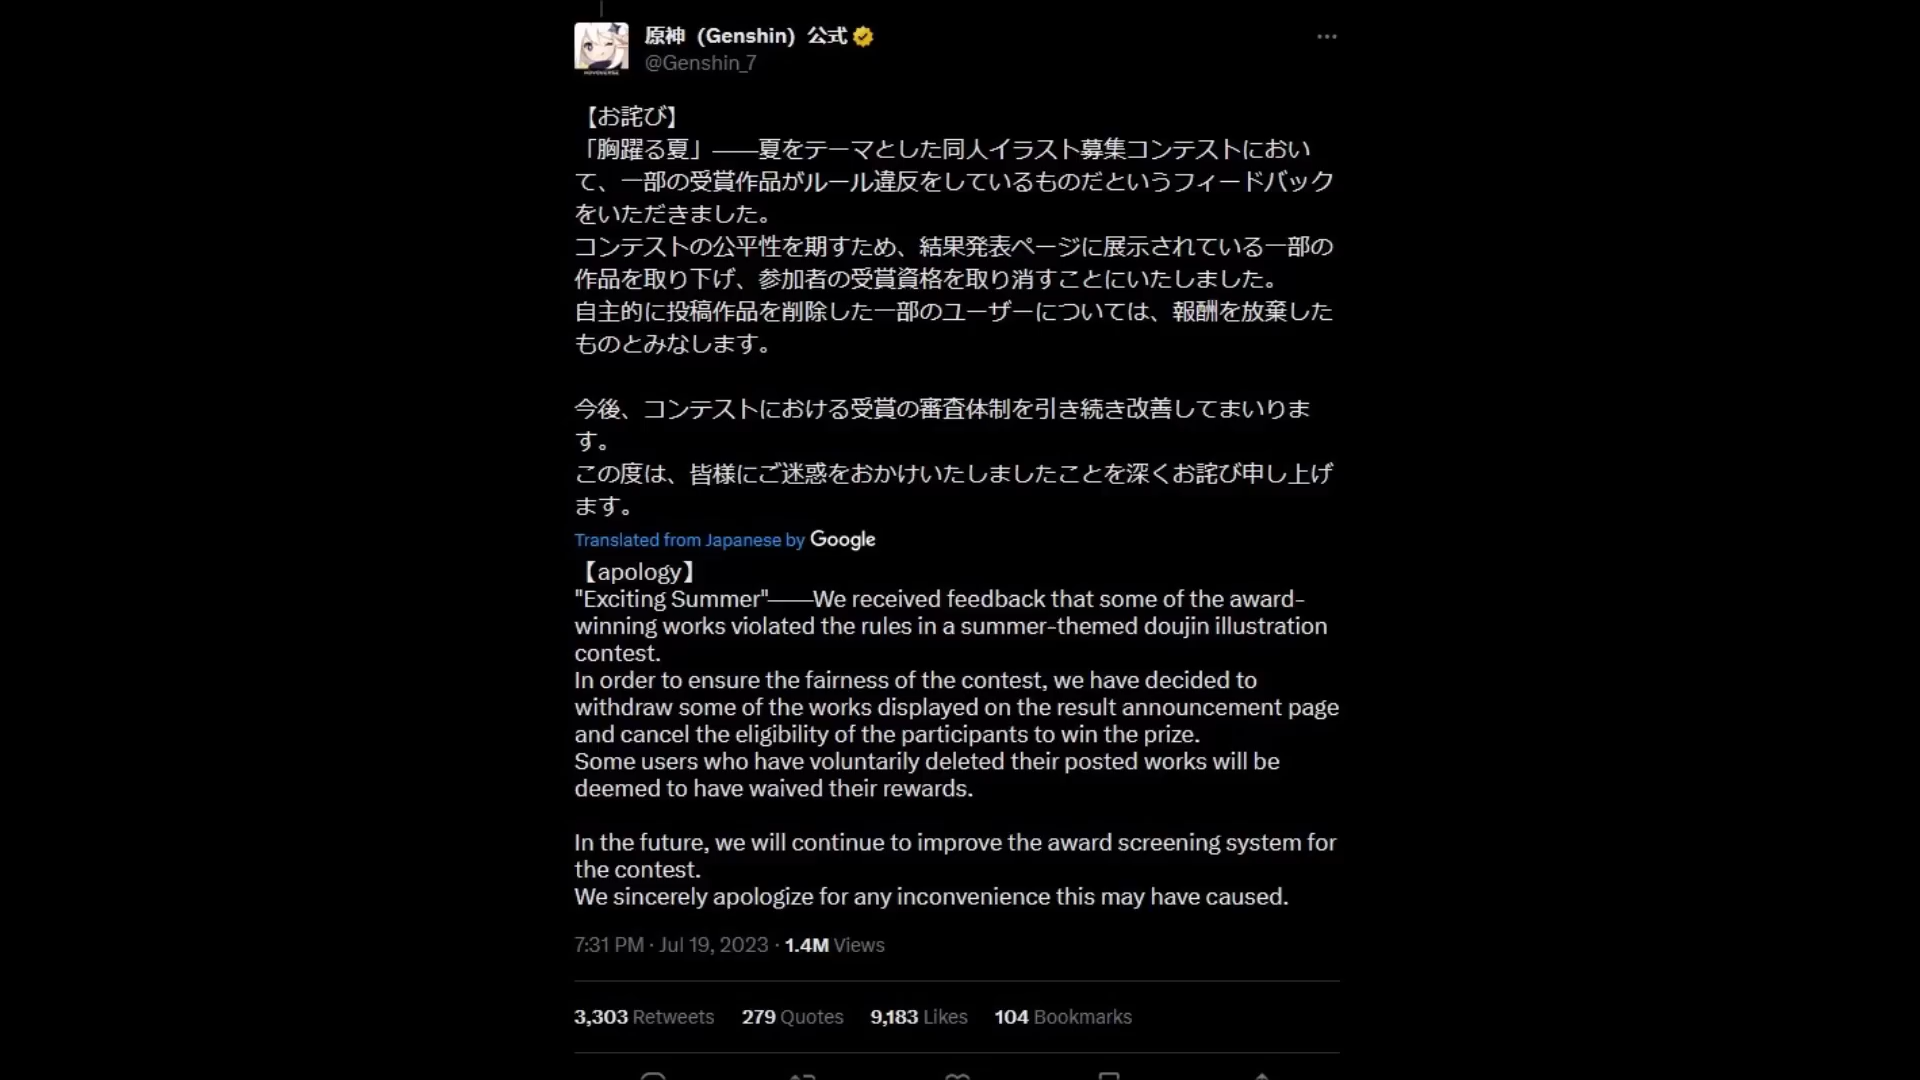 原神（Genshin）公式
@Genshin_7
【お詫び】
「胸躍る夏」——夏をテーマとした同人イラスト募集コンテストにおい
て、一部の受賞作品がルール違反をしているものだというフィードバック
をいただきました。
コンテストの公平性を期すため、結果発表ページに展示されている一部の
作品を取り下げ、参加者の受賞資格を取り消すことにいたしました。
自主的に投稿作品を削除した一部のユーザーについては、報酬を放棄した
ものとみなします。
今後、コンテストにおける受賞の審査体制を引き続き改善してまいりま
す。
この度は、皆様にご迷惑をおかけいたしましたことを深くお詫び申し上げ
ます。
Translated from Japanese by Google
【apology】
"Exciting Summer"——We received feedback that some of the award-
winning works violated the rules in a summer-themed doujin illustration
contest.
In order to ensure the fairness of the contest, we have decided to
withdraw some of the works displayed on the result announcement page
and cancel the eligibility of the participants to win the prize.
Some users who have voluntarily deleted their posted works will be
deemed to have waived their rewards.
In the future, we will continue to improve the award screening system for
the contest.
We sincerely apologize for any inconvenience this may have caused.
7:31 PM · Jul 19, 2023 · 1.4M Views
3,303 Retweets 279 Quotes 9,183 Likes 104 Bookmarks